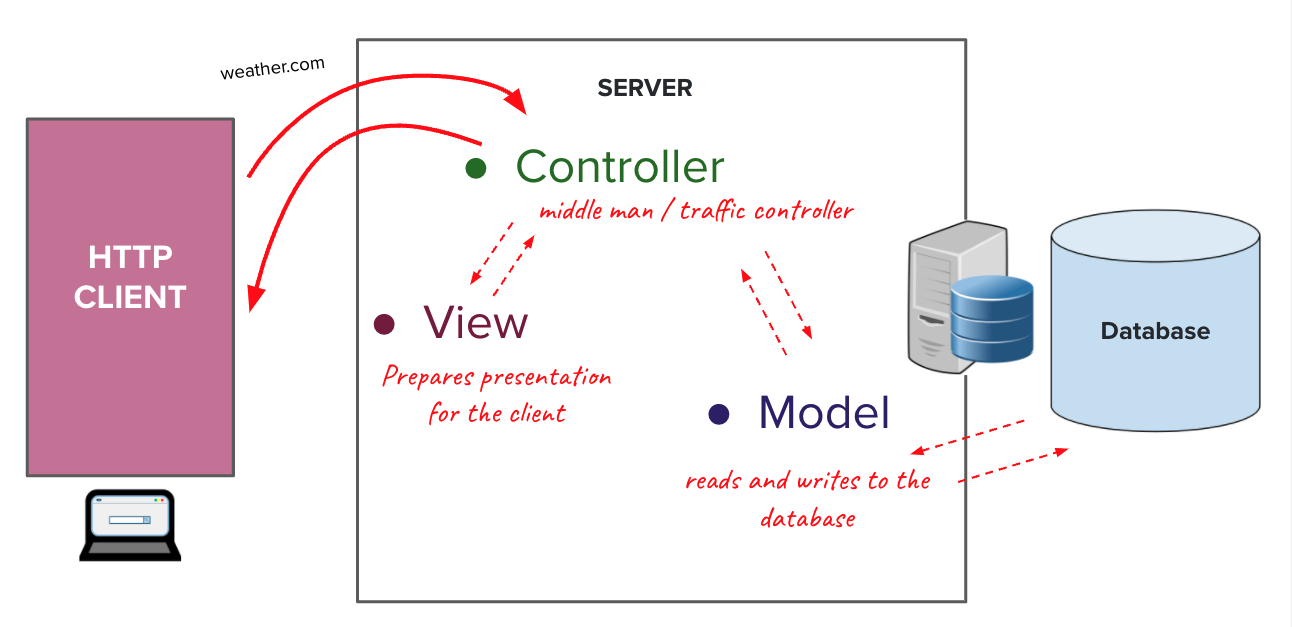 weather.com
SERVER
HTTP
CLIENT
Controller
middle man / traffic controller
View
Prepares presentation
for the client
Model
reads and writes to the
database
Database